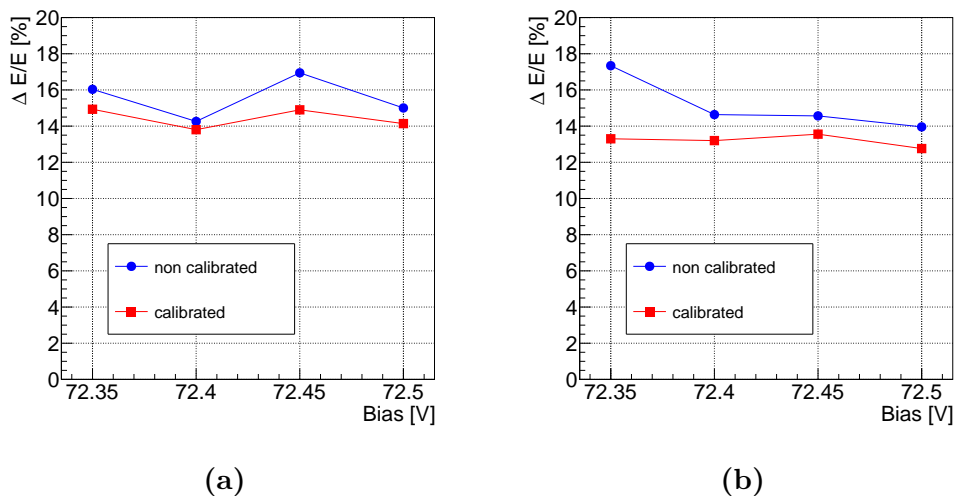 Δ E/E [%]
20
18
16
14
12
10
8
6
4
2
0
non calibrated
calibrated
72.35 72.4 72.45 72.5
Bias [V]
(a)
Δ E/E [%]
20
18
16
14
12
10
8
6
4
2
0
non calibrated
calibrated
72.35 72.4 72.45 72.5
Bias [V]
(b)